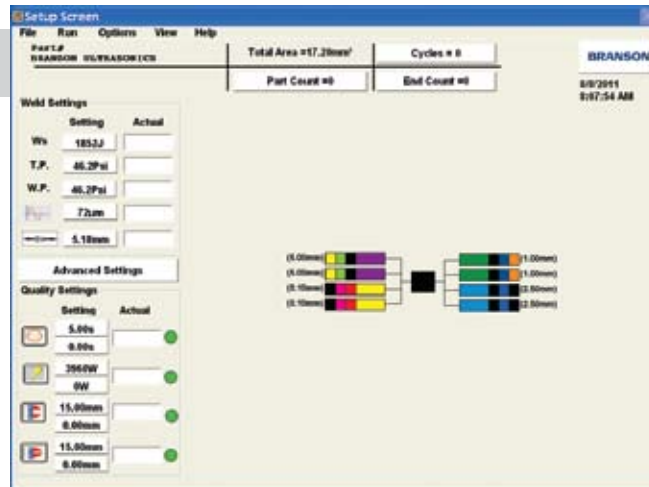 Setup Screen
File Run Options View Help
Part#
BRANSON ULTRASONICS
Total Area =17.20mm²
Cycles = 0
Part Count =0
End Count =0
BRANSON
8/8/2011
8:07:54 AM
Weld Settings
Setting Actual
Ws 1853J
T.P. 46.2Psi
W.P. 46.2Psi
72um
5.18mm
Advanced Settings
Quality Settings
Setting Actual
5.00s
0.00s
3960W
0W
15.00mm
0.00mm
15.00mm
0.00mm
(5.00mm) (1.00mm)
(5.00mm) (1.00mm)
(0.10mm) (2.50mm)
(0.10mm) (2.50mm)